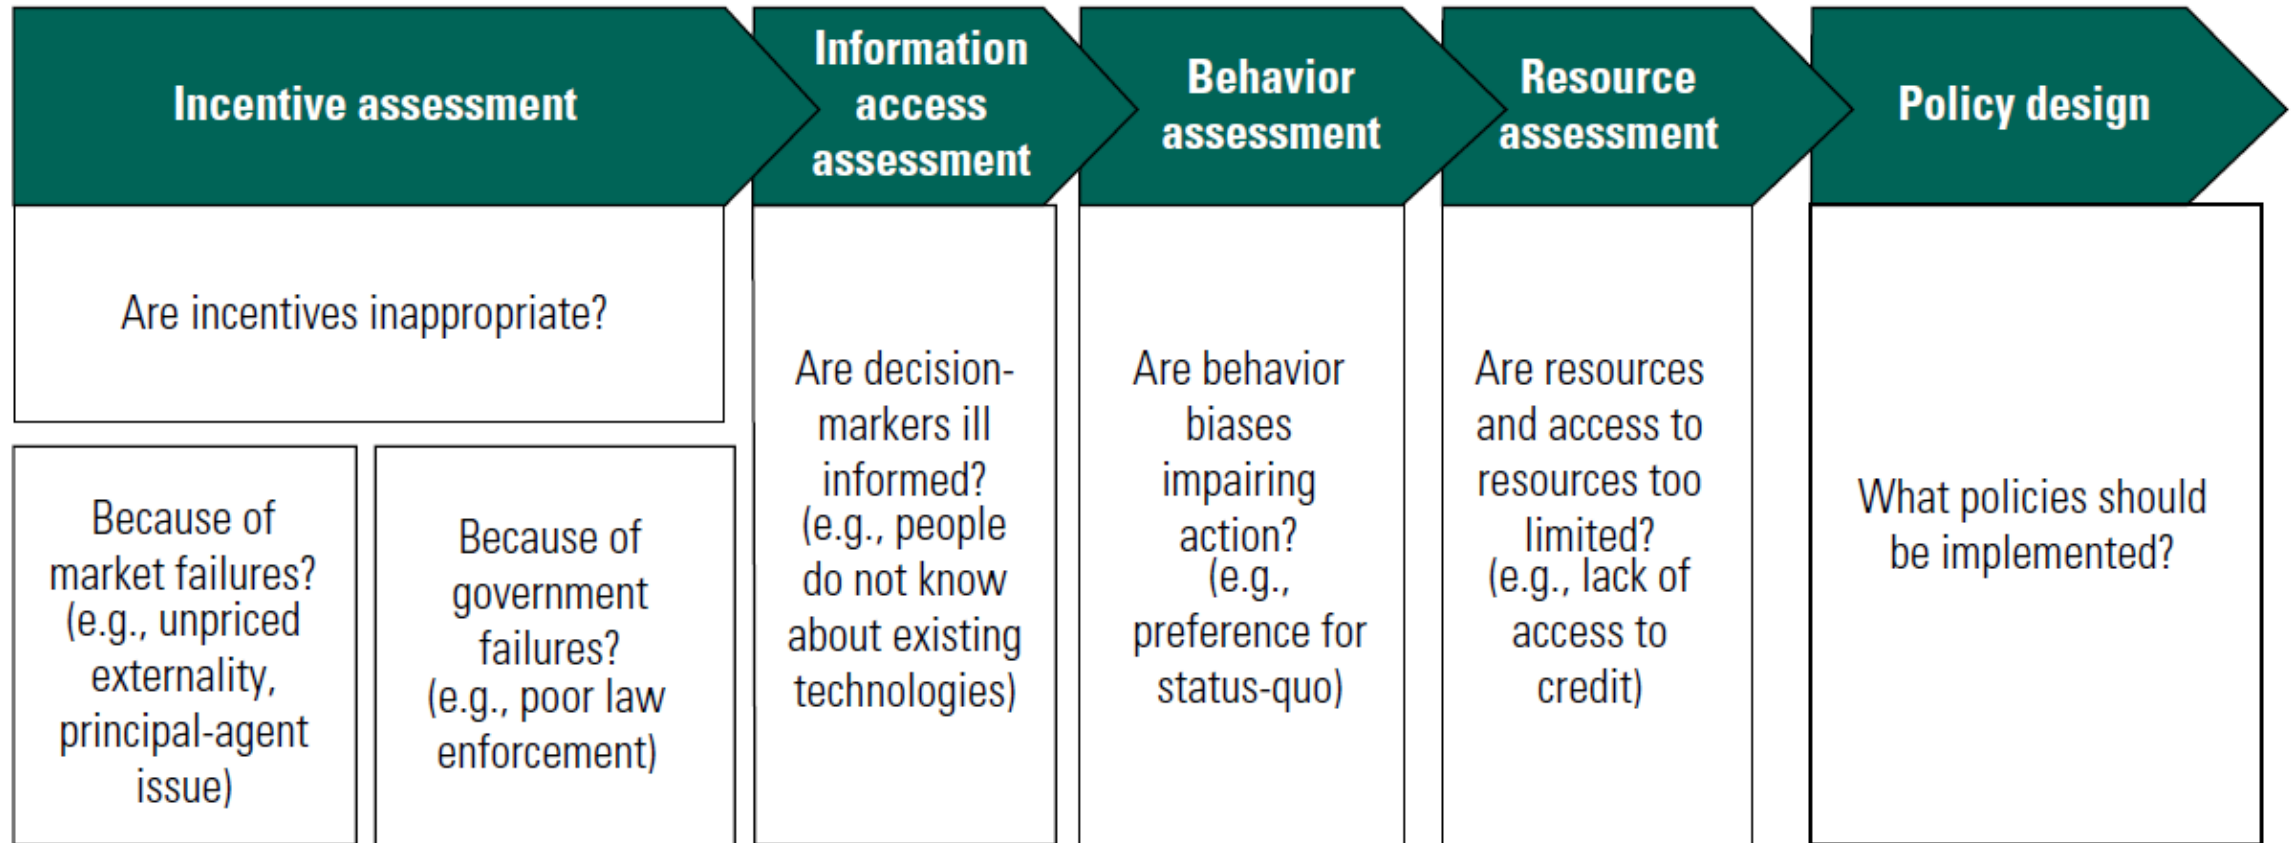 Incentive assessment
Information
access
assessment
Behavior
assessment
Resource
assessment
Policy design
Are incentives inappropriate?
Because of
market failures?
(e.g., unpriced
externality,
principal-agent
issue)
Because of
government
failures?
(e.g., poor law
enforcement)
Are decision-
markers ill
informed?
(e.g., people
do not know
about existing
technologies)
Are behavior
biases
impairing
action?
(e.g.,
preference for
status-quo)
Are resources
and access to
resources too
limited?
(e.g., lack of
access to
credit)
What policies should
be implemented?